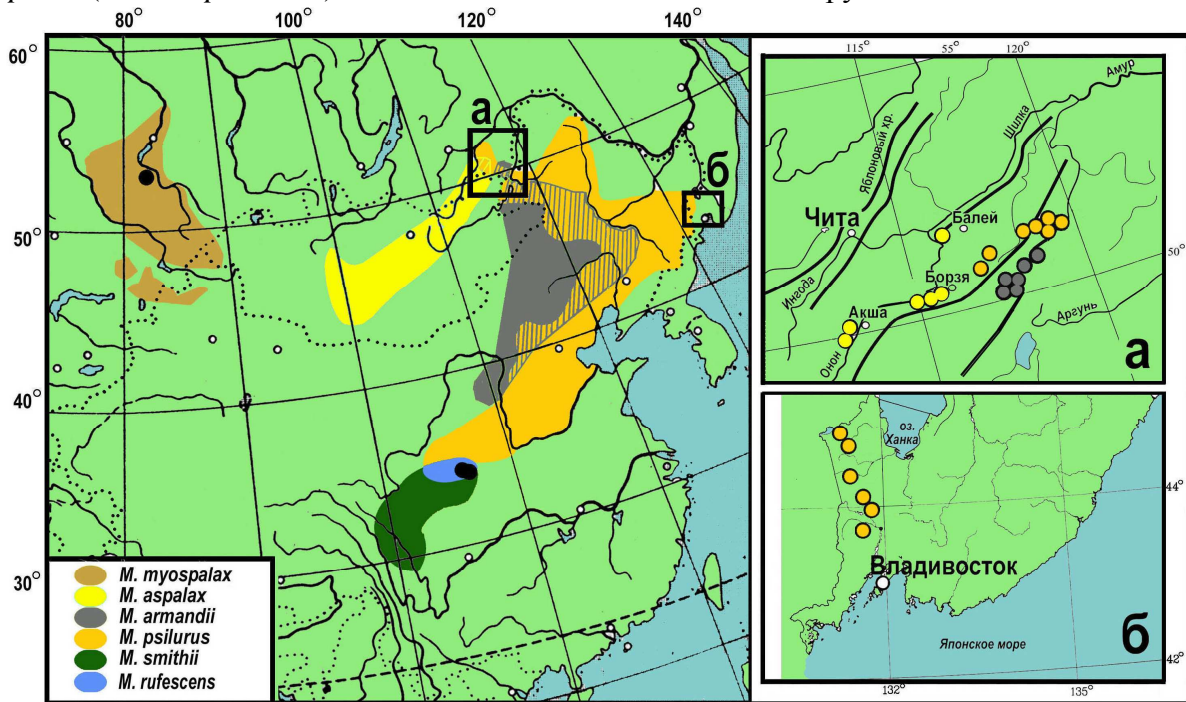 80° 100° 120° 140°
60°
50°
40°
30°
а
б
M. myospalax
M. aspalax
M. armandii
M. psilurus
M. smithii
M. rufescens
115° 55° 120°
Амур
Шилка
Яблоновый хр.
Чита
Балей
50°
Ингода
Борзя
Акша
Аргунь
Онон
а
оз.
Ханка
44°
Владивосток
Японское море
б
42°
132° 135°